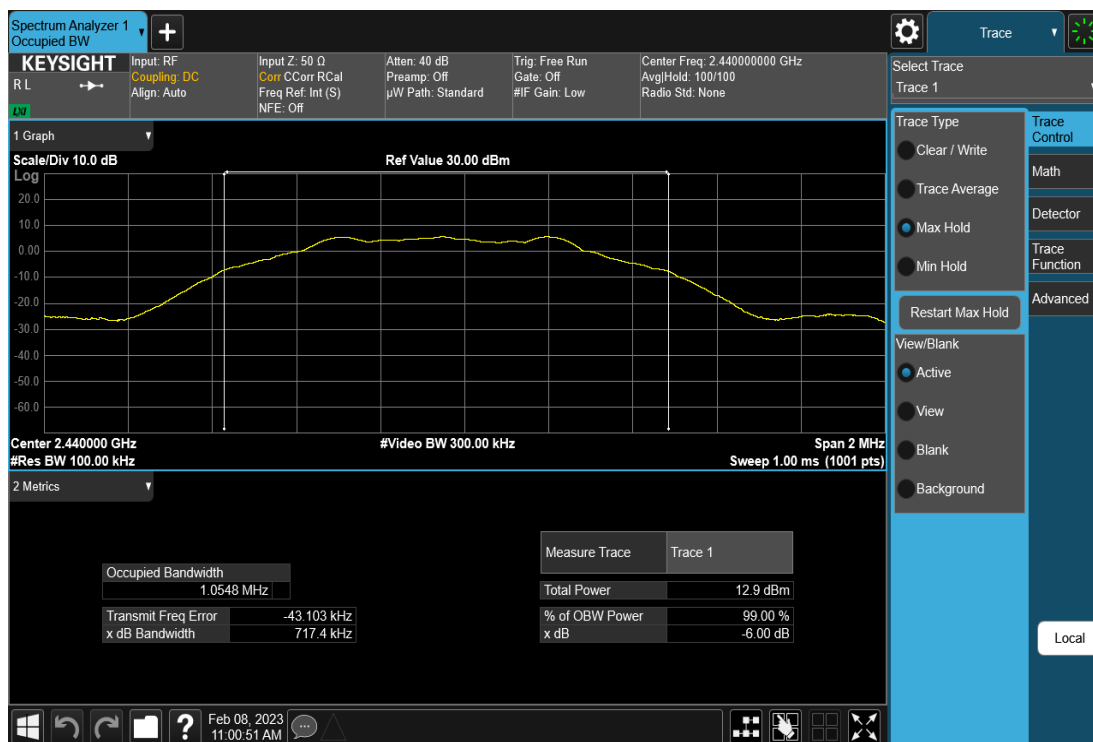 Spectrum Analyzer 1
Occupied BW
Trace
KEYSIGHT
R L
LXI
Input: RF
Coupling: DC
Align: Auto
Input Z: 50 Ω
Corr CCorr RCal
Freq Ref: Int (S)
NFE: Off
Atten: 40 dB
Preamp: Off
µW Path: Standard
Trig: Free Run
Gate: Off
#IF Gain: Low
Center Freq: 2.440000000 GHz
Avg|Hold: 100/100
Radio Std: None
Select Trace
Trace 1
1 Graph
Scale/Div 10.0 dB
Ref Value 30.00 dBm
Log
20.0
10.0
0.00
-10.0
-20.0
-30.0
-40.0
-50.0
-60.0
Center 2.440000 GHz
#Video BW 300.00 kHz
Span 2 MHz
#Res BW 100.00 kHz
Sweep 1.00 ms (1001 pts)
2 Metrics
Measure Trace
Trace 1
Occupied Bandwidth
1.0548 MHz
Total Power
12.9 dBm
Transmit Freq Error
-43.103 kHz
% of OBW Power
99.00 %
x dB Bandwidth
717.4 kHz
x dB
-6.00 dB
Trace Type
Clear / Write
Trace Average
Max Hold
Min Hold
Restart Max Hold
View/Blank
Active
View
Blank
Background
Trace
Control
Math
Detector
Trace
Function
Advanced
Local
?
Feb 08, 2023
11:00:51 AM